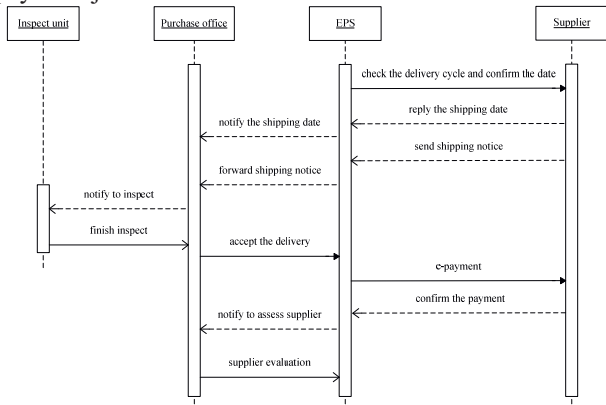 Inspect unit
Purchase office
EPS
Supplier
check the delivery cycle and confirm the date
reply the shipping date
notify the shipping date
send shipping notice
forward shipping notice
notify to inspect
finish inspect
accept the delivery
e-payment
confirm the payment
notify to assess supplier
supplier evaluation